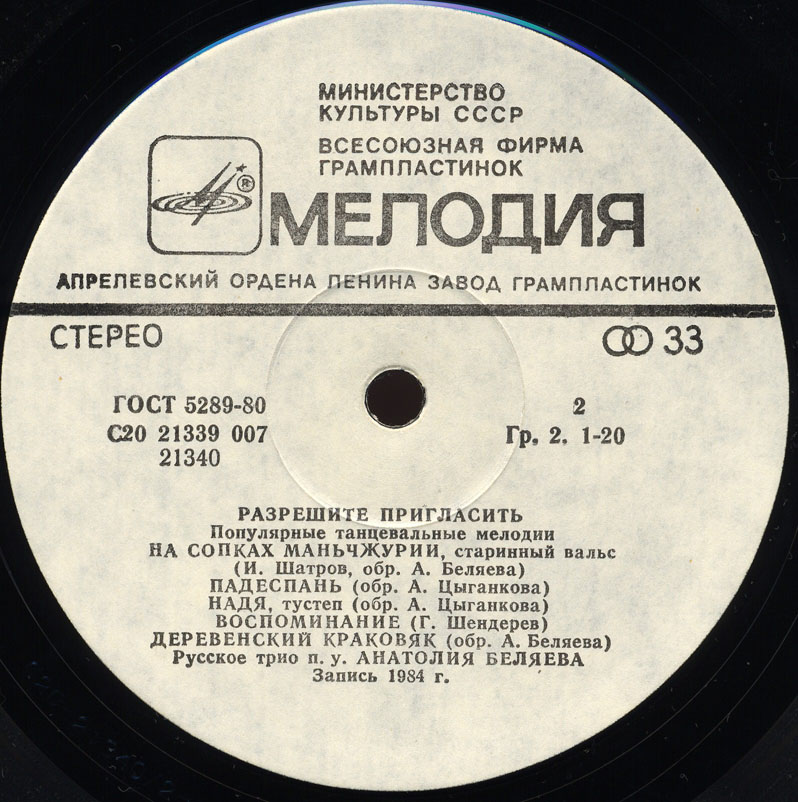 МИНИСТЕРСТВО
КУЛЬТУРЫ СССР
ВСЕСОЮЗНАЯ ФИРМА
ГРАМПЛАСТИНОК
®
МЕЛОДИЯ
АПРЕЛЕВСКИЙ ОРДЕНА ЛЕНИНА ЗАВОД ГРАМПЛАСТИНОК
СТЕРЕО
33
ГОСТ 5289-80
2
С20 21339 007
Гр. 2. 1-20
21340
РАЗРЕШИТЕ ПРИГЛАСИТЬ
Популярные танцевальные мелодии
НА СОПКАХ МАНЬЧЖУРИИ, старинный вальс
(И. Шатров, обр. А. Беляева)
ПАДЕСПАНЬ (обр. А. Цыганкова)
НАДЯ, тустеп (обр. А. Цыганкова)
ВОСПОМИНАНИЕ (Г. Шендерев)
ДЕРЕВЕНСКИЙ КРАКОВЯК (обр. А. Беляева)
Русское трио п. у. АНАТОЛИЯ БЕЛЯЕВА
Запись 1984 г.